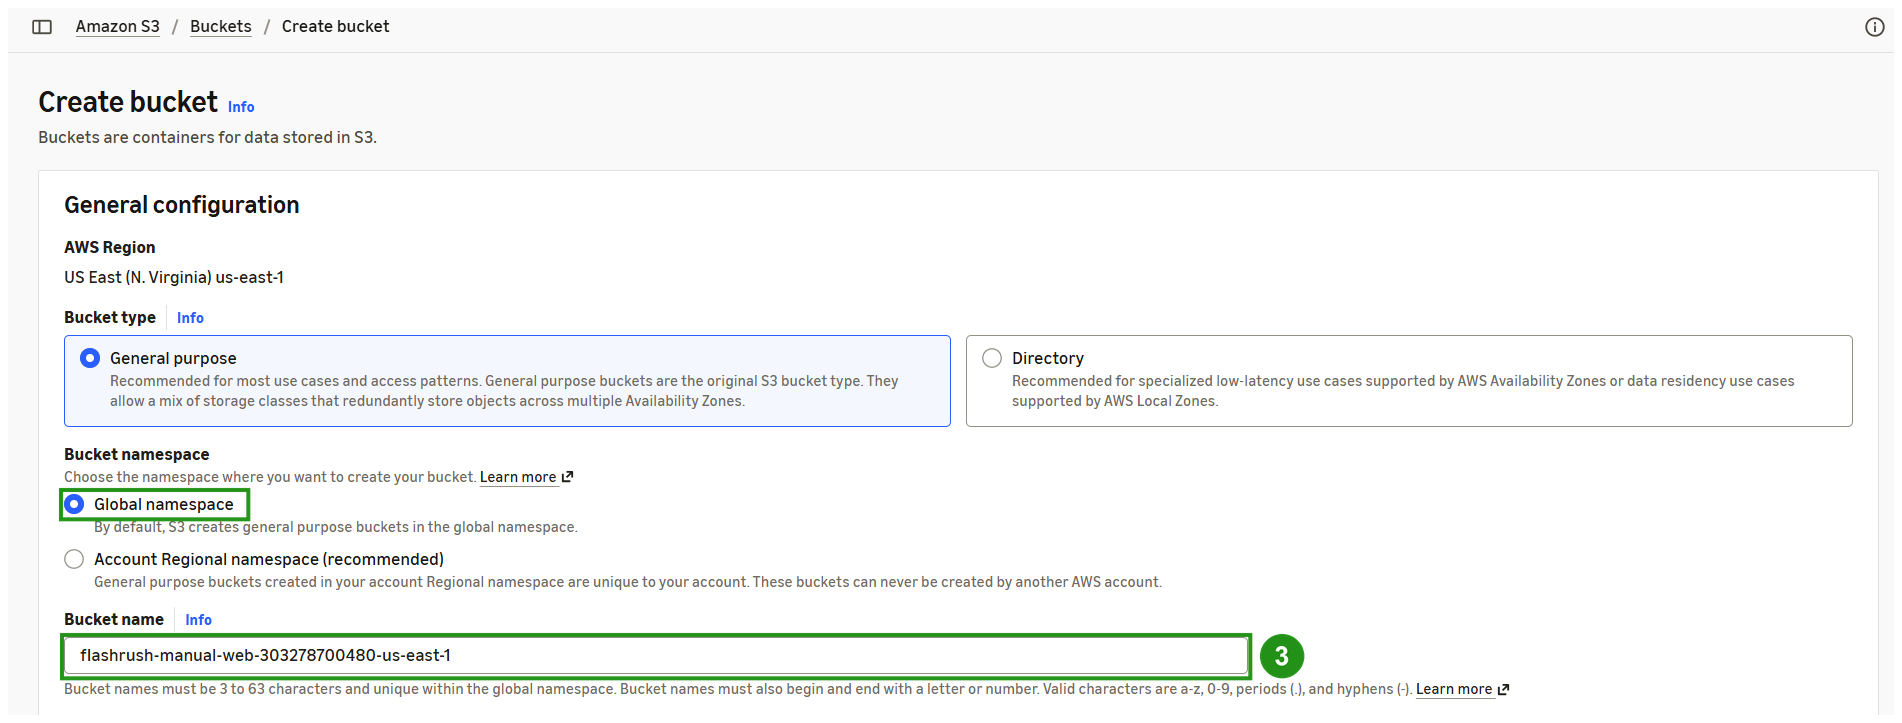 Amazon S3 / Buckets / Create bucket
Create bucket Info
Buckets are containers for data stored in S3.
General configuration
AWS Region
US East (N. Virginia) us-east-1
Bucket type Info
General purpose
Recommended for most use cases and access patterns. General purpose buckets are the original S3 bucket type. They
allow a mix of storage classes that redundantly store objects across multiple Availability Zones.
Directory
Recommended for specialized low-latency use cases supported by AWS Availability Zones or data residency use cases
supported by AWS Local Zones.
Bucket namespace
Choose the namespace where you want to create your bucket. Learn more
Global namespace
By default, S3 creates general purpose buckets in the global namespace.
Account Regional namespace (recommended)
General purpose buckets created in your account Regional namespace are unique to your account. These buckets can never be created by another AWS account.
Bucket name Info
flashrush-manual-web-303278700480-us-east-1
3
Bucket names must be 3 to 63 characters and unique within the global namespace. Bucket names must also begin and end with a letter or number. Valid characters are a-z, 0-9, periods (.), and hyphens (-). Learn more